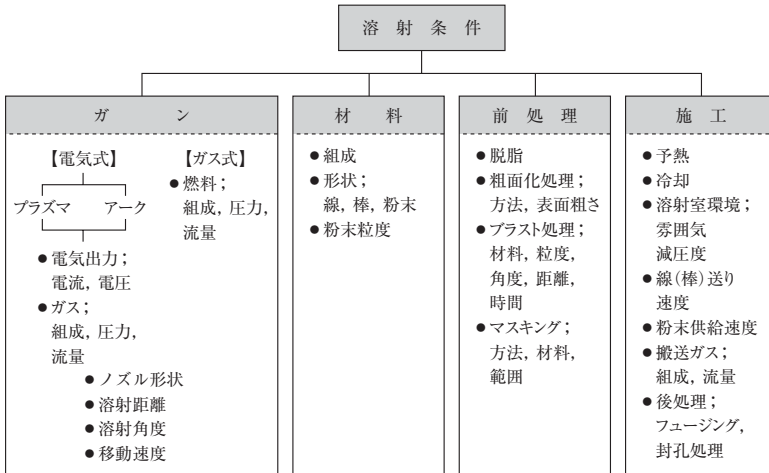 溶射条件
ガン
【電気式】
プラズマ アーク
●電気出力;
電流, 電圧
●ガス;
組成, 圧力,
流量
【ガス式】
●燃料;
組成, 圧力,
流量
●ノズル形状
●溶射距離
●溶射角度
●移動速度
材料
●組成
●形状;
線, 棒, 粉末
●粉末粒度
前処理
●脱脂
●粗面化処理;
方法, 表面粗さ
●ブラスト処理;
材料, 粒度,
角度, 距離,
時間
●マスキング;
方法, 材料,
範囲
施工
●予熱
●冷却
●溶射室環境;
雰囲気
減圧度
●線(棒)送り
速度
●粉末供給速度
●搬送ガス;
組成, 流量
●後処理;
フュージング,
封孔処理